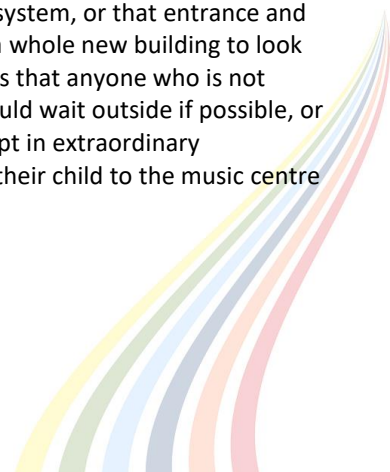 system, or that entrance and
whole new building to look
s that anyone who is not
uld wait outside if possible, or
pt in extraordinary
their child to the music centre